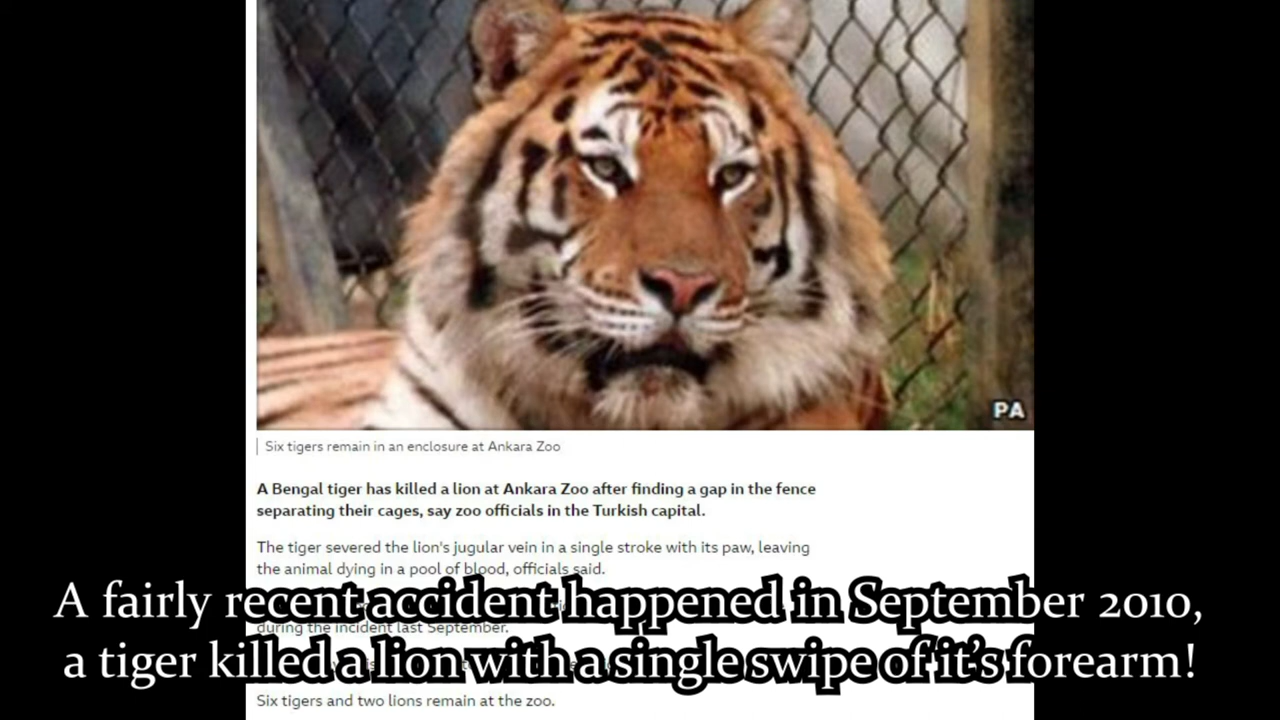 PA
Six tigers remain in an enclosure at Ankara Zoo
A Bengal tiger has killed a lion at Ankara Zoo after finding a gap in the fence
separating their cages, say zoo officials in the Turkish capital.
The tiger severed the lion's jugular vein in a single stroke with its paw, leaving
the animal dying in a pool of blood, officials said.
A fairly recent accident happened in September 2010,
during the incident last September.
a tiger killed a lion with a single swipe of it's forearm!
Six tigers and two lions remain at the zoo.